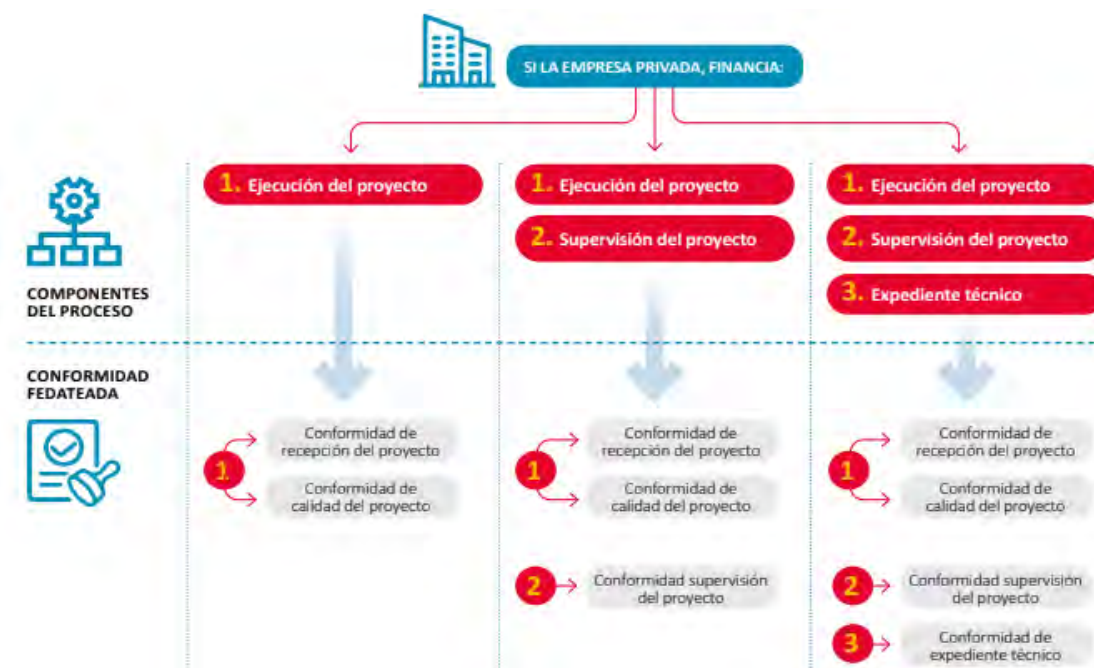 SI LA EMPRESA PRIVADA, FINANCIA:
1. Ejecución del proyecto
1. Ejecución del proyecto
2. Supervisión del proyecto
1. Ejecución del proyecto
2. Supervisión del proyecto
3. Expediente técnico
COMPONENTES
DEL PROCESO
CONFORMIDAD
FEDATEADA
1
Conformidad de
recepción del proyecto
Conformidad de
calidad del proyecto
1
Conformidad de
recepción del proyecto
Conformidad de
calidad del proyecto
2
Conformidad supervisión
del proyecto
1
Conformidad de
recepción del proyecto
Conformidad de
calidad del proyecto
2
Conformidad supervisión
del proyecto
3
Conformidad de
expediente técnico